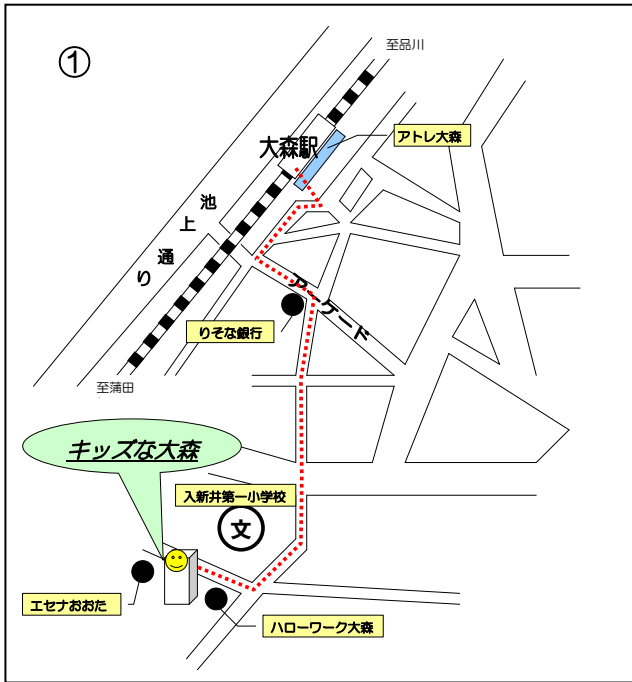 ①
至品川
大森駅
アトレ大森
池上通り
アーケード
りそな銀行
至蒲田
キッズな大森
入新井第一小学校
文
エセナおおた
ハローワーク大森